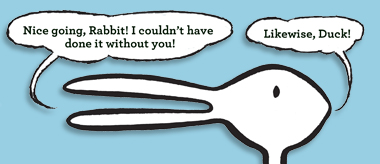 Nice going, Rabbit! I couldn't have
done it without you!
Likewise, Duck!